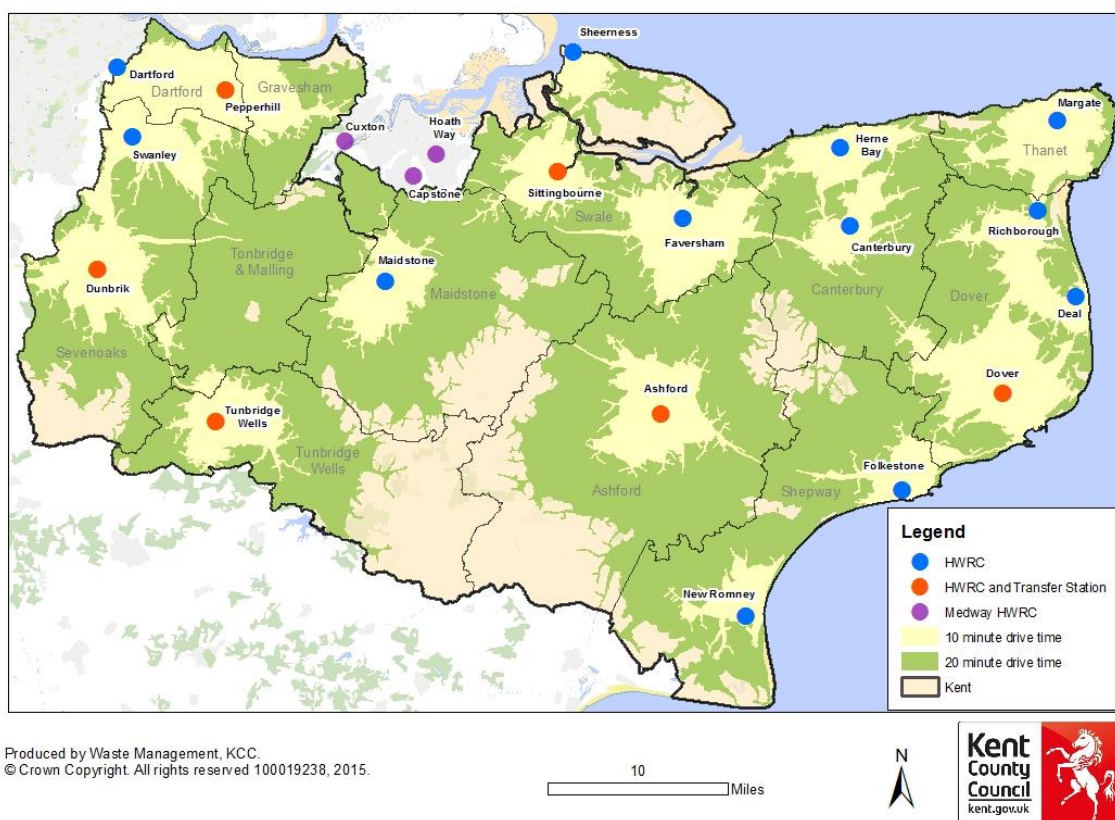 Sheerness
Dartford
Dartford
Gravesham
Pepperhill
Margate
Cuxton
Hoath
Way
Herne
Bay
Swanley
Thanet
Capstone
Sittingbourne
Swale
Richborough
Faversham
Canterbury
Tonbridge
& Malling
Maidstone
Dunbrik
Maidstone
Canterbury
Dover
Deal
Sevenoaks
Dover
Ashford
Tunbridge
Wells
Tunbridge
Wells
Folkestone
Ashford
Shepway
New Romney
Legend
HWRC
HWRC and Transfer Station
Medway HWRC
10 minute drive time
20 minute drive time
Kent
Produced by Waste Management, KCC.
© Crown Copyright. All rights reserved 100019238, 2015.
10
Miles
N
Kent
County
Council
kent.gov.uk